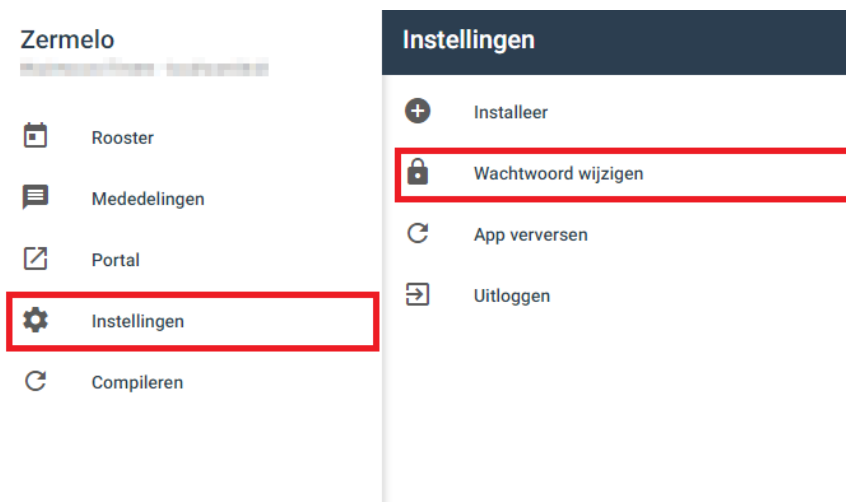 Zermelo
Rooster
Mededelingen
Portal
Instellingen
Compileren
Instellingen
Installeer
Wachtwoord wijzigen
App verversen
Uitloggen